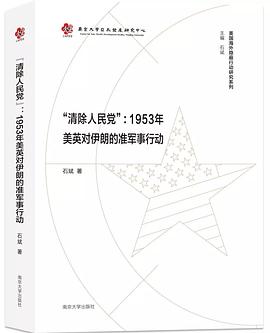 南京大学亚太发展研究中心
美国海外隐蔽行动研究系列
主编 石斌
“清除人民党”：1953年
美英对伊朗的准军事行动
石斌 著
南京大学出版社
“清除人民党”：1953年美英对伊朗的准军事行动
石斌 著
南京大学出版社